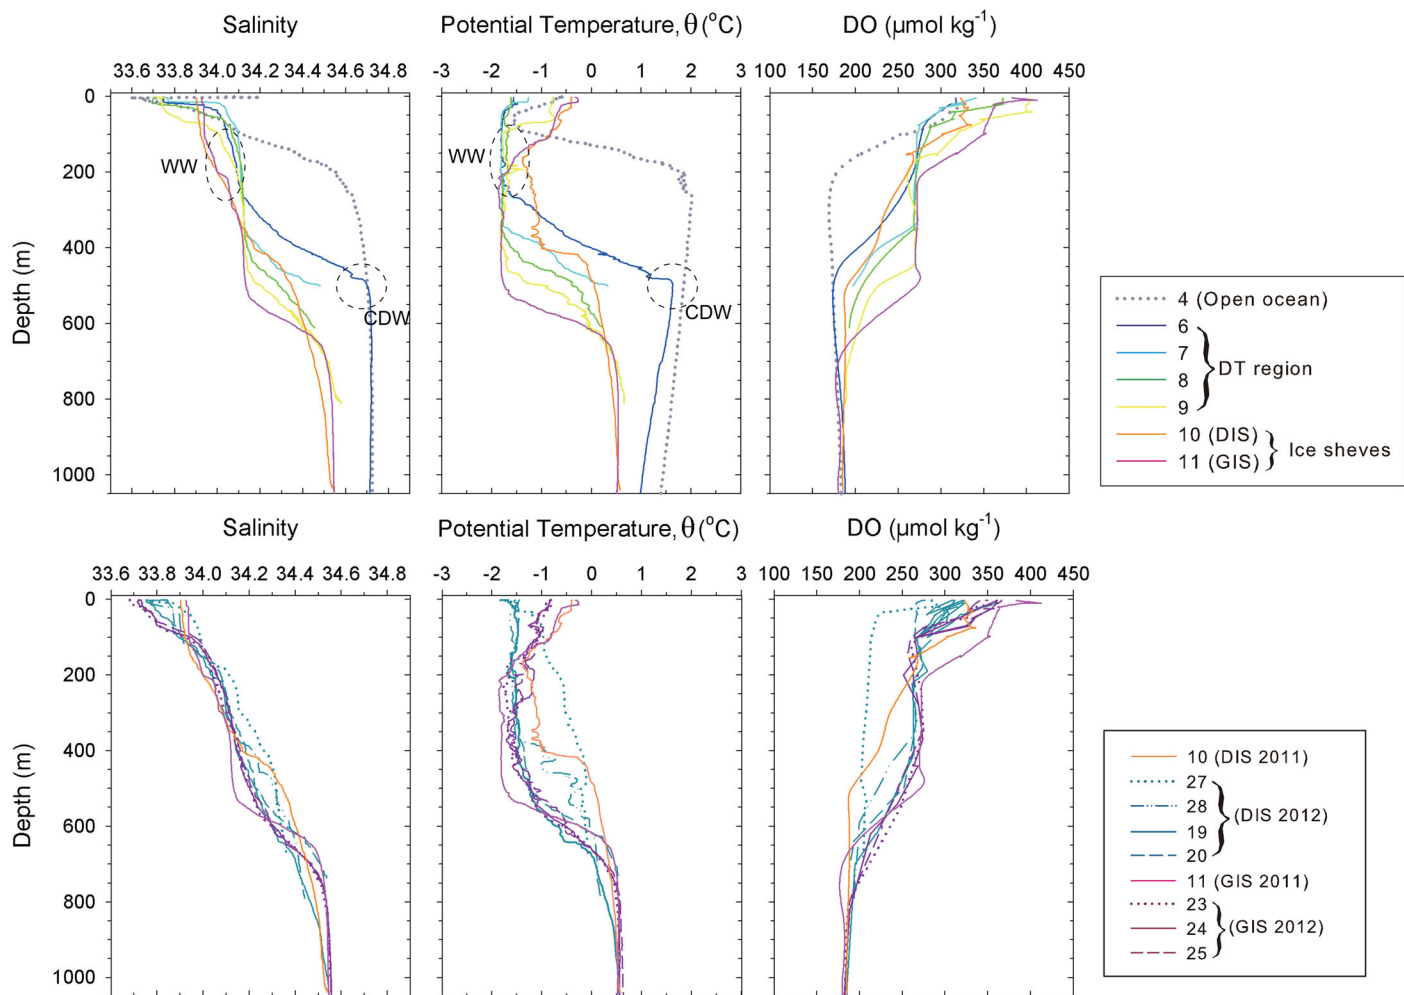 Salinity
Potential Temperature, θ (°C)
DO (µmol kg⁻¹)
33.6 33.8 34.0 34.2 34.4 34.6 34.8
-3 -2 -1 0 1 2 3
100 150 200 250 300 350 400 450
0
200
400
600
800
1000
Depth (m)
WW
CDW
WW
CDW
4 (Open ocean)
6
7
8
9
DT region
10 (DIS)
11 (GIS)
Ice sheves
Salinity
Potential Temperature, θ (°C)
DO (µmol kg⁻¹)
33.6 33.8 34.0 34.2 34.4 34.6 34.8
-3 -2 -1 0 1 2 3
100 150 200 250 300 350 400 450
0
200
400
600
800
1000
Depth (m)
10 (DIS 2011)
27
28
19
20
(DIS 2012)
11 (GIS 2011)
23
24
25
(GIS 2012)